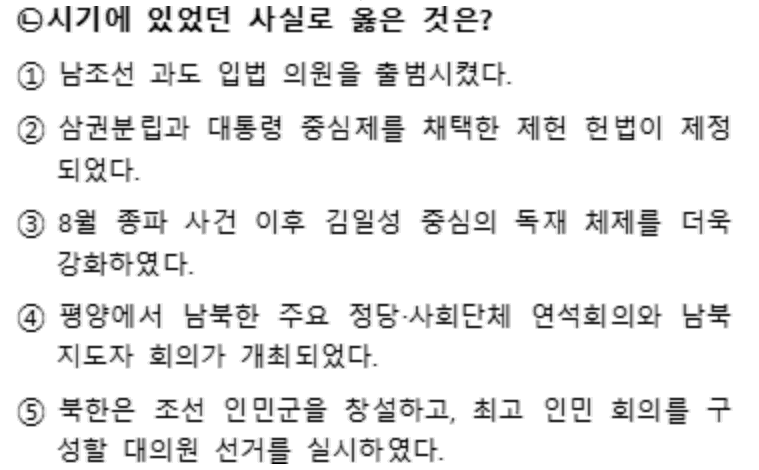 ㉡시기에 있었던 사실로 옳은 것은?
① 남조선 과도 입법 의원을 출범시켰다.
② 삼권분립과 대통령 중심제를 채택한 제헌 헌법이 제정
되었다.
③ 8월 종파 사건 이후 김일성 중심의 독재 체제를 더욱
강화하였다.
④ 평양에서 남북한 주요 정당·사회단체 연석회의와 남북
지도자 회의가 개최되었다.
⑤ 북한은 조선 인민군을 창설하고, 최고 인민 회의를 구
성할 대의원 선거를 실시하였다.